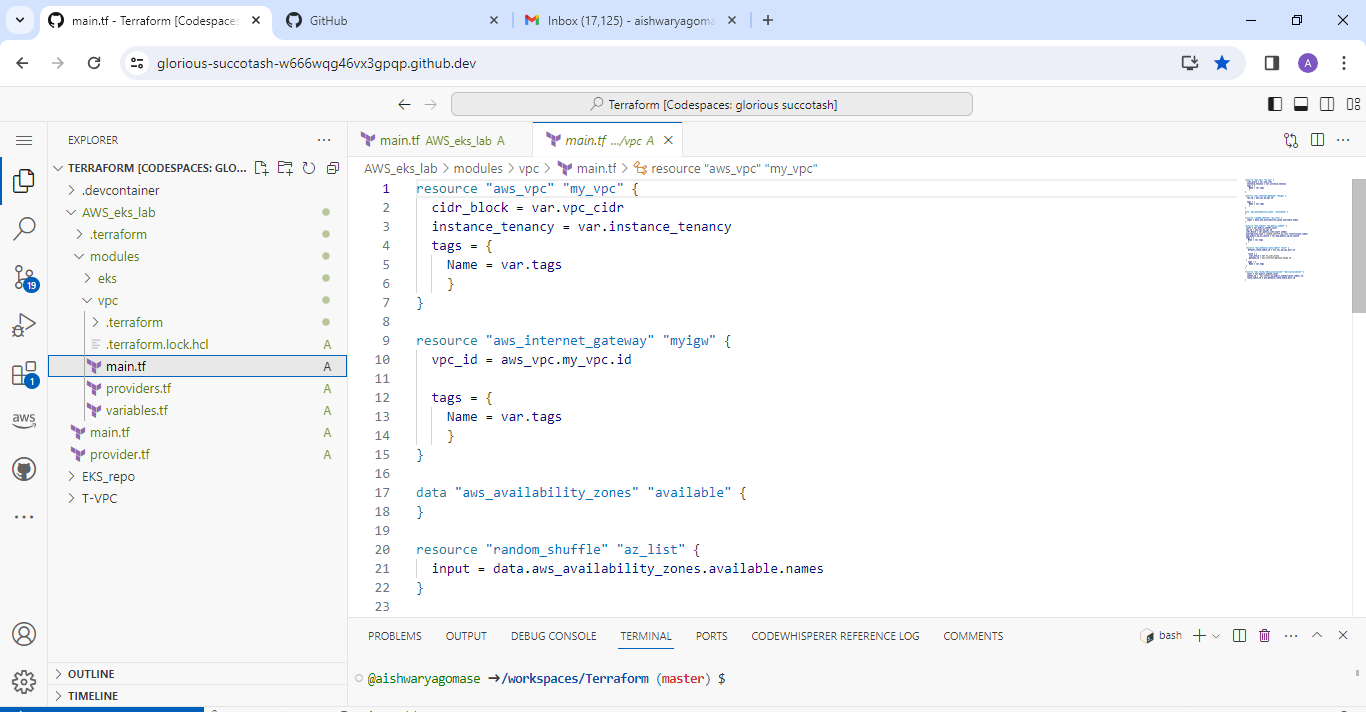 main.tf - Terraform [Codespaces
GitHub
Inbox (17,125) - aishwaryagoma
glorious-succotash-w666wqg46vx3gpqp.github.dev
A
Terraform [Codespaces: glorious succotash]
EXPLORER
TERRAFORM [CODESPACES: GLO...
.devcontainer
AWS_eks_lab
.terraform
modules
eks
vpc
.terraform
.terraform.lock.hcl A
main.tf A
providers.tf A
variables.tf A
main.tf A
provider.tf A
EKS_repo
T-VPC
OUTLINE
TIMELINE
19
1
aws
main.tf AWS_eks_lab A
main.tf .../vpc A
AWS_eks_lab > modules > vpc > main.tf > resource "aws_vpc" "my_vpc"
1 resource "aws_vpc" "my_vpc" {
2 cidr_block = var.vpc_cidr
3 instance_tenancy = var.instance_tenancy
4 tags = {
5 Name = var.tags
6 }
7 }
8
9 resource "aws_internet_gateway" "myigw" {
10 vpc_id = aws_vpc.my_vpc.id
11
12 tags = {
13 Name = var.tags
14 }
15 }
16
17 data "aws_availability_zones" "available" {
18 }
19
20 resource "random_shuffle" "az_list" {
21 input = data.aws_availability_zones.available.names
22 }
23
PROBLEMS OUTPUT DEBUG CONSOLE TERMINAL PORTS CODEWHISPERER REFERENCE LOG COMMENTS
bash
@aishwaryagomase ➜/workspaces/Terraform (master) $